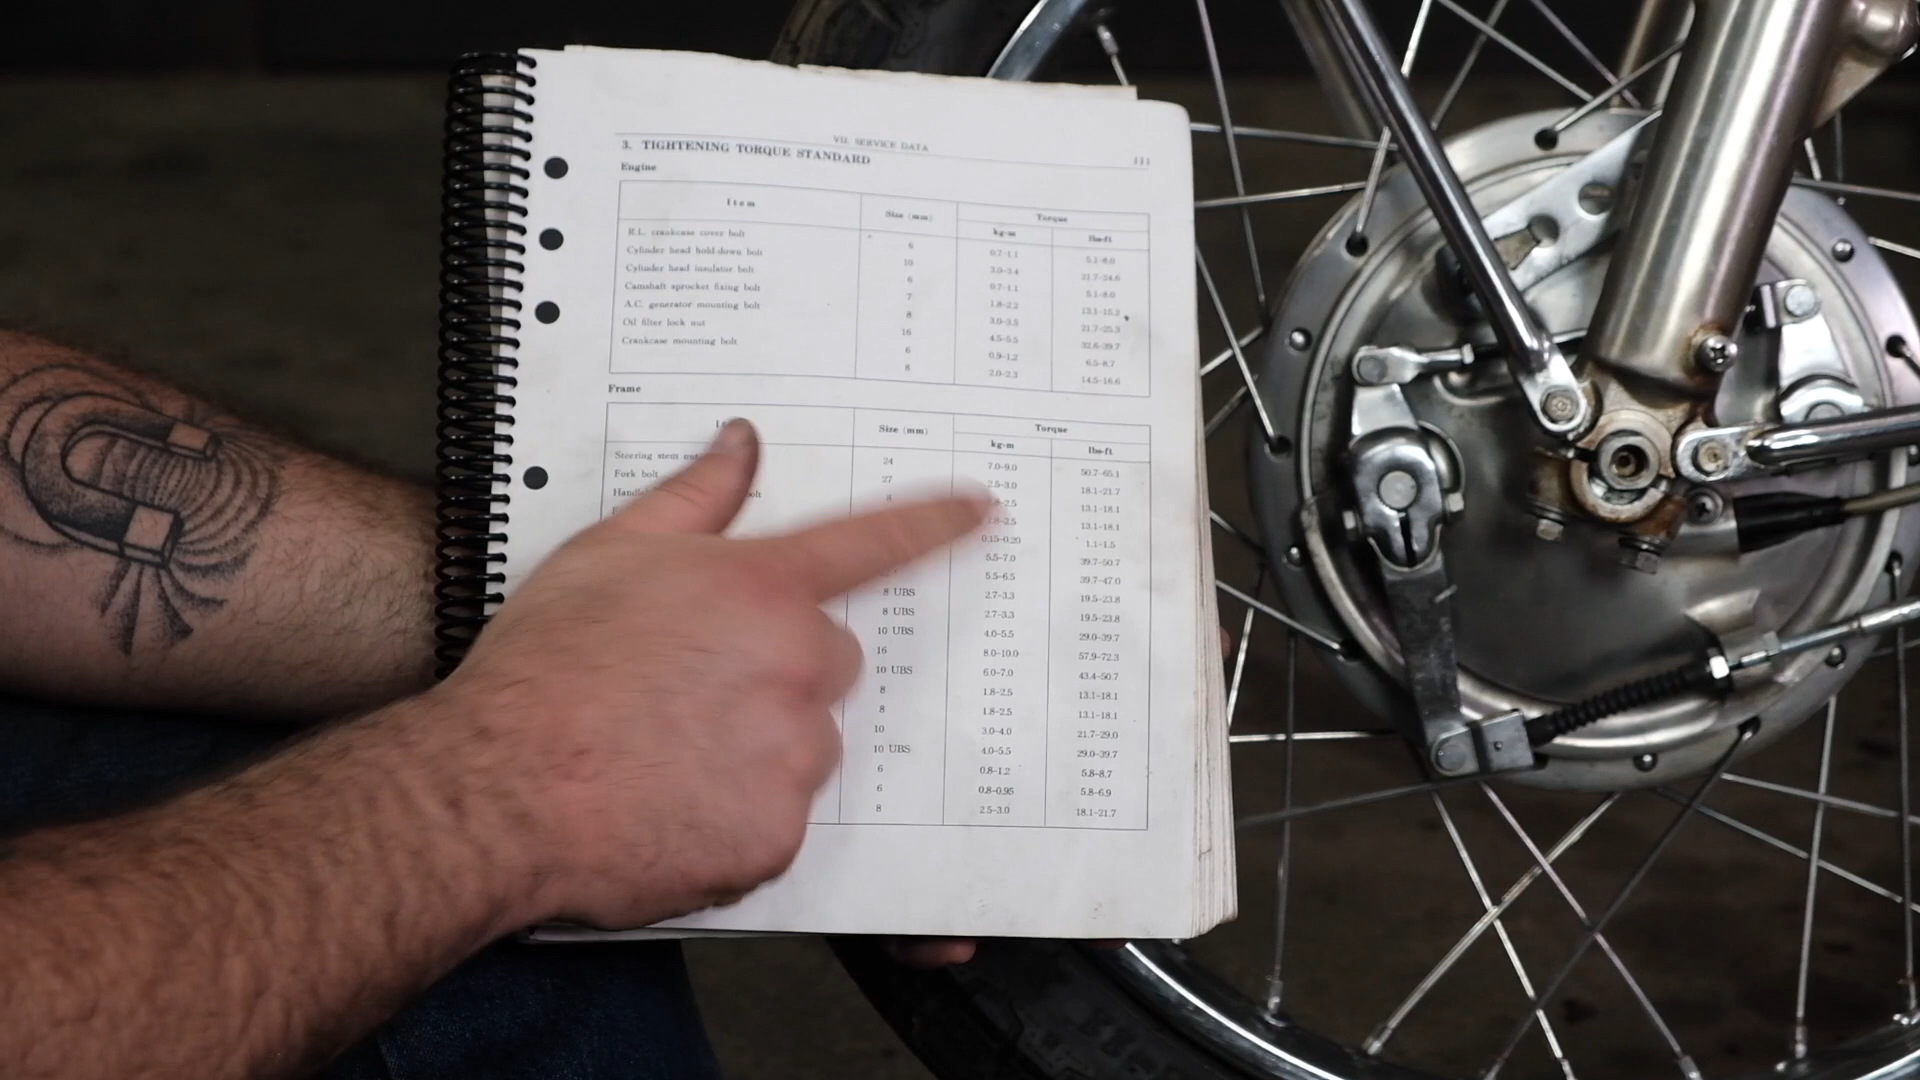 VII. SERVICE DATA
111
3. TIGHTENING TORQUE STANDARD
Engine
Item Size (mm) Torque
kg-m lbs-ft
R.L. crankcase cover bolt 6 0.7-1.1 5.1-8.0
Cylinder head hold-down bolt 10 3.0-3.4 21.7-24.6
Cylinder head insulator bolt 6 0.7-1.1 5.1-8.0
Camshaft sprocket fixing bolt 7 1.8-2.2 13.1-15.2
A.C. generator mounting bolt 8 3.0-3.5 21.7-25.3
Oil filter lock nut 16 4.5-5.5 32.6-39.7
Crankcase mounting bolt 6 0.9-1.2 6.5-8.7
8 2.0-2.3 14.5-16.6
Frame
Size (mm) Torque
kg-m lbs-ft
Steering stem nut 24 7.0-9.0 50.7-65.1
Fork bolt 27 2.5-3.0 18.1-21.7
bolt 8 13.1-18.1
13.1-18.1
0.15-0.20 1.1-1.5
5.5-7.0 39.7-50.7
5.5-6.5 39.7-47.0
8 UBS 2.7-3.3 19.5-23.8
8 UBS 2.7-3.3 19.5-23.8
10 UBS 4.0-5.5 29.0-39.7
16 8.0-10.0 57.9-72.3
10 UBS 6.0-7.0 43.4-50.7
8 1.8-2.5 13.1-18.1
8 1.8-2.5 13.1-18.1
10 3.0-4.0 21.7-29.0
10 UBS 4.0-5.5 29.0-39.7
6 0.8-1.2 5.8-8.7
6 0.8-0.95 5.8-6.9
8 2.5-3.0 18.1-21.7